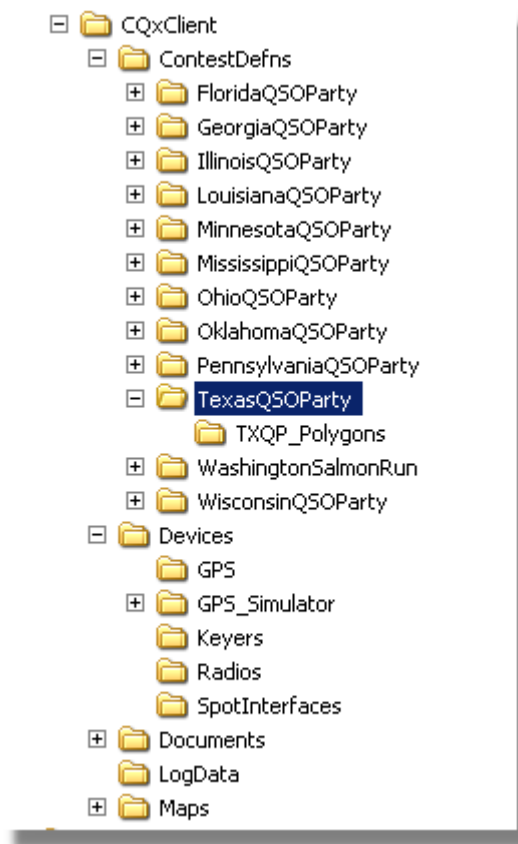 CQxClient
ContestDefns
FloridaQSOParty
GeorgiaQSOParty
IllinoisQSOParty
LouisianaQSOParty
MinnesotaQSOParty
MississippiQSOParty
OhioQSOParty
OklahomaQSOParty
PennsylvaniaQSOParty
TexasQSOParty
TXQP_Polygons
WashingtonSalmonRun
WisconsinQSOParty
Devices
GPS
GPS_Simulator
Keyers
Radios
SpotInterfaces
Documents
LogData
Maps